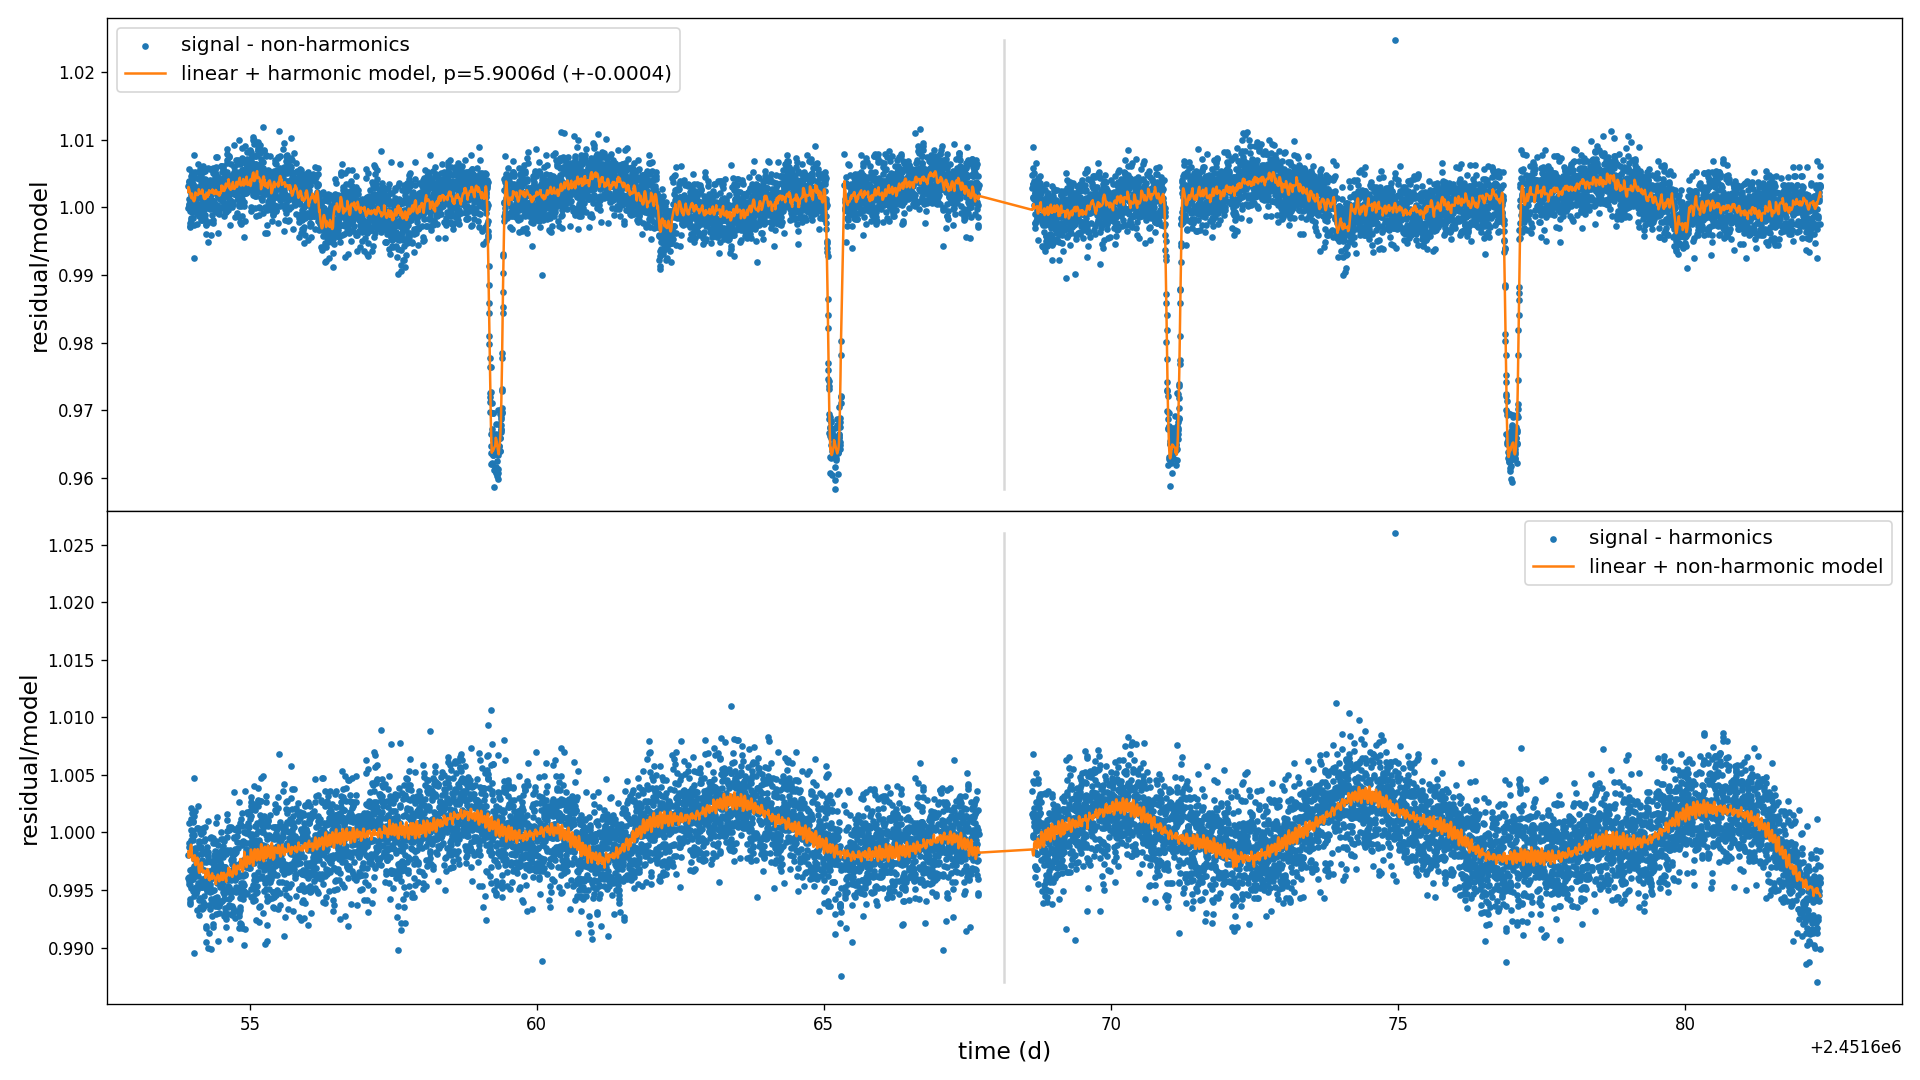 signal - non-harmonics
linear + harmonic model, p=5.9006d (+-0.0004)
residual/model
1.02
1.01
1.00
0.99
0.98
0.97
0.96
signal - harmonics
linear + non-harmonic model
residual/model
1.025
1.020
1.015
1.010
1.005
1.000
0.995
0.990
55 60 65 70 75 80
time (d)
+2.4516e6